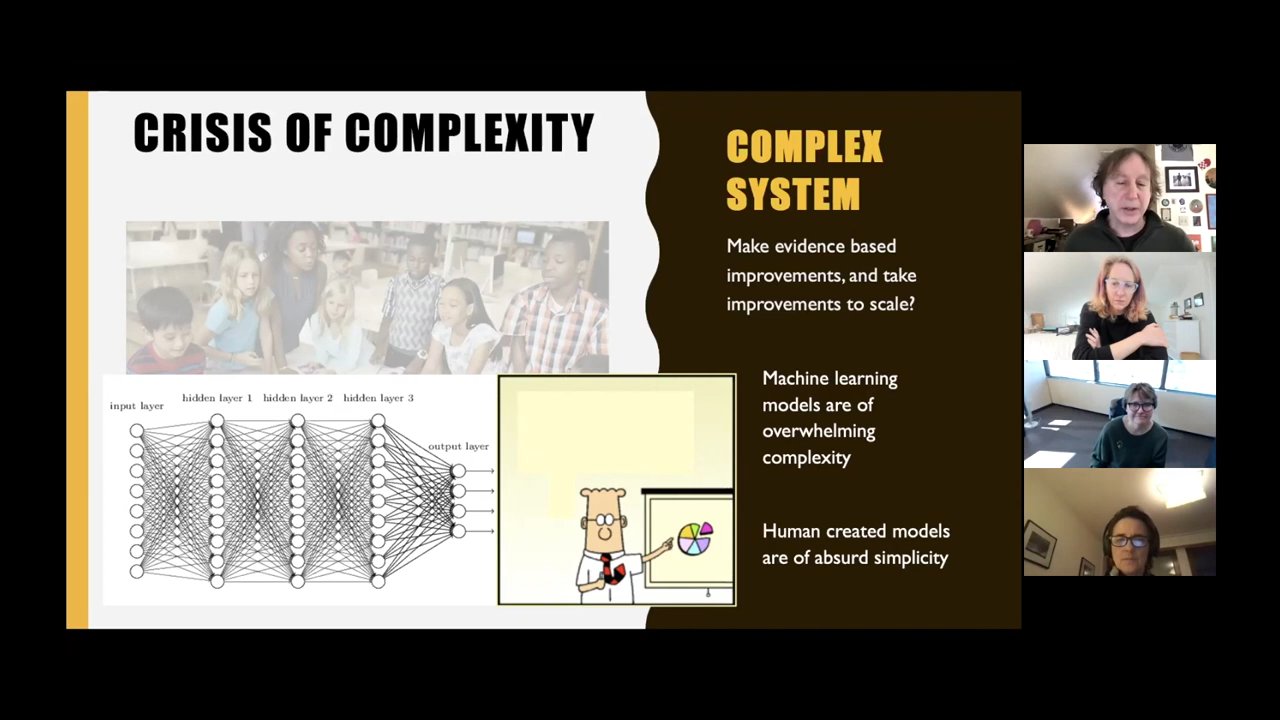 CRISIS OF COMPLEXITY
input layer
hidden layer 1
hidden layer 2
hidden layer 3
output layer
COMPLEX
SYSTEM
Make evidence based
improvements, and take
improvements to scale?
Machine learning
models are of
overwhelming
complexity
Human created models
are of absurd simplicity